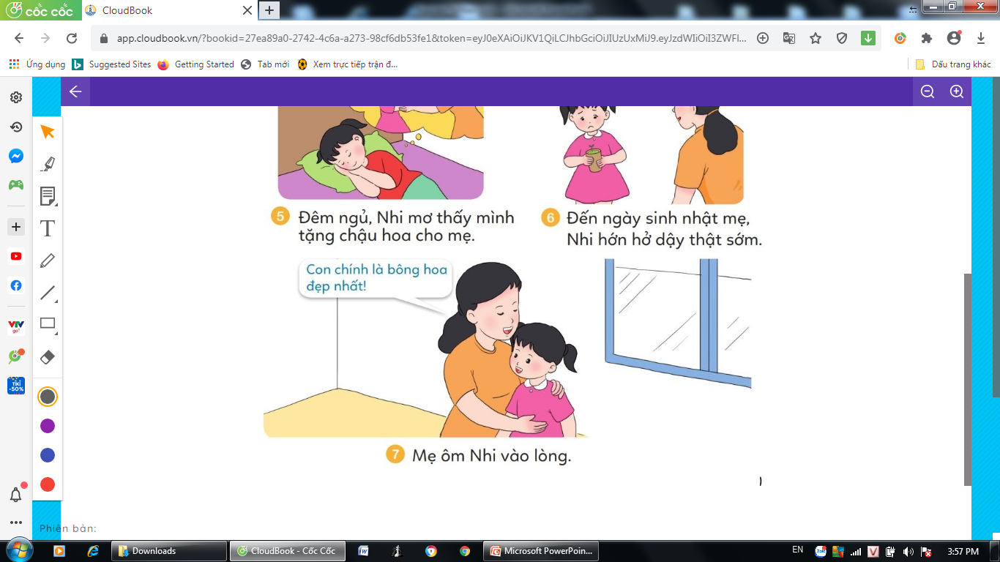 cốc cốc
CloudBook
app.cloudbook.vn/?bookid=27ea89a0-2742-4c6a-a273-98cf6db53fe1&token=eyJ0eXAiOiJKV1QiLCJhbGciOiJIUzUxMiJ9.eyJzdWIiOiI3ZWFl...
Ứng dụng
Suggested Sites
Getting Started
Tab mới
Xem trực tiếp trận đ...
Dấu trang khác
5 Đêm ngủ, Nhi mơ thấy mình
tặng chậu hoa cho mẹ.
6 Đến ngày sinh nhật mẹ,
Nhi hớn hở dậy thật sớm.
Con chính là bông hoa
đẹp nhất!
7 Mẹ ôm Nhi vào lòng.
T
VTV
go
TIKI
-50%
Phiên bản:
Downloads
CloudBook - Cốc Cốc
Microsoft PowerPoin...
EN
Zalo
V
3:57 PM